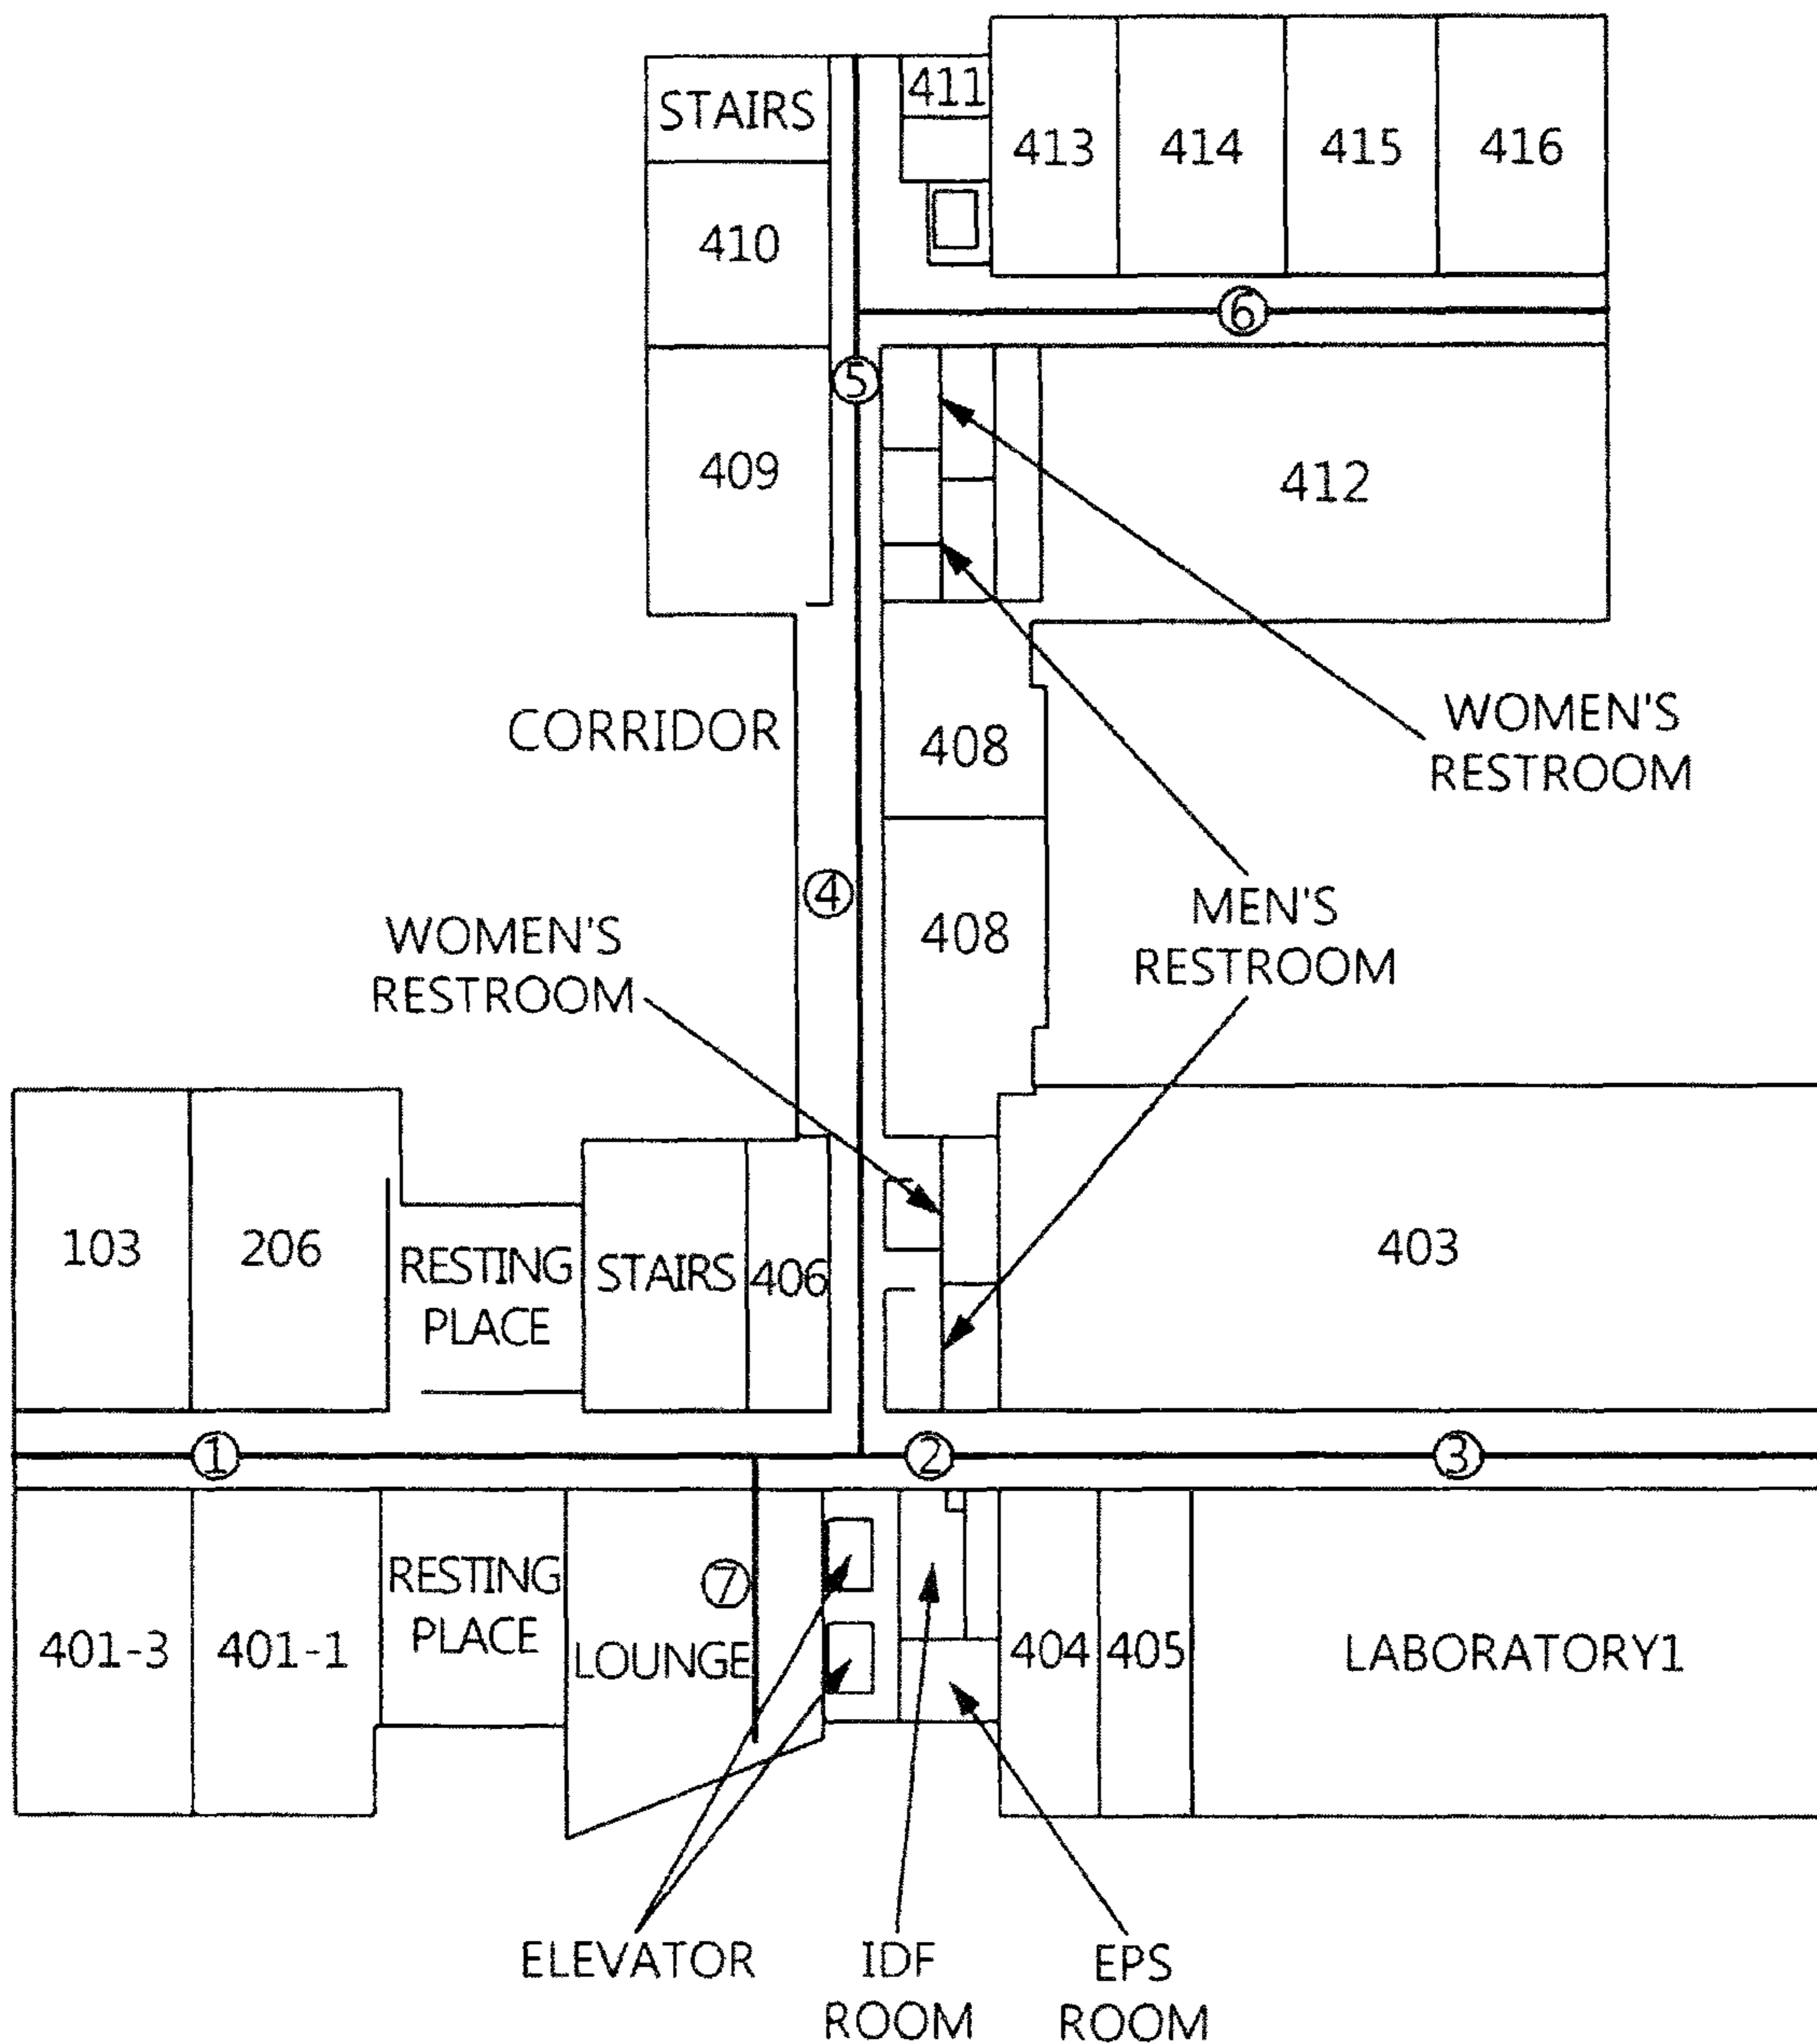 STAIRS
411
413
414
415
416
410
⑥
⑤
409
412
CORRIDOR
408
WOMEN'S
RESTROOM
④
408
MEN'S
RESTROOM
WOMEN'S
RESTROOM
103
206
RESTING
PLACE
STAIRS
406
403
①
②
③
401-3
401-1
RESTING
PLACE
⑦
LOUNGE
404
405
LABORATORY1
ELEVATOR
IDF
ROOM
EPS
ROOM